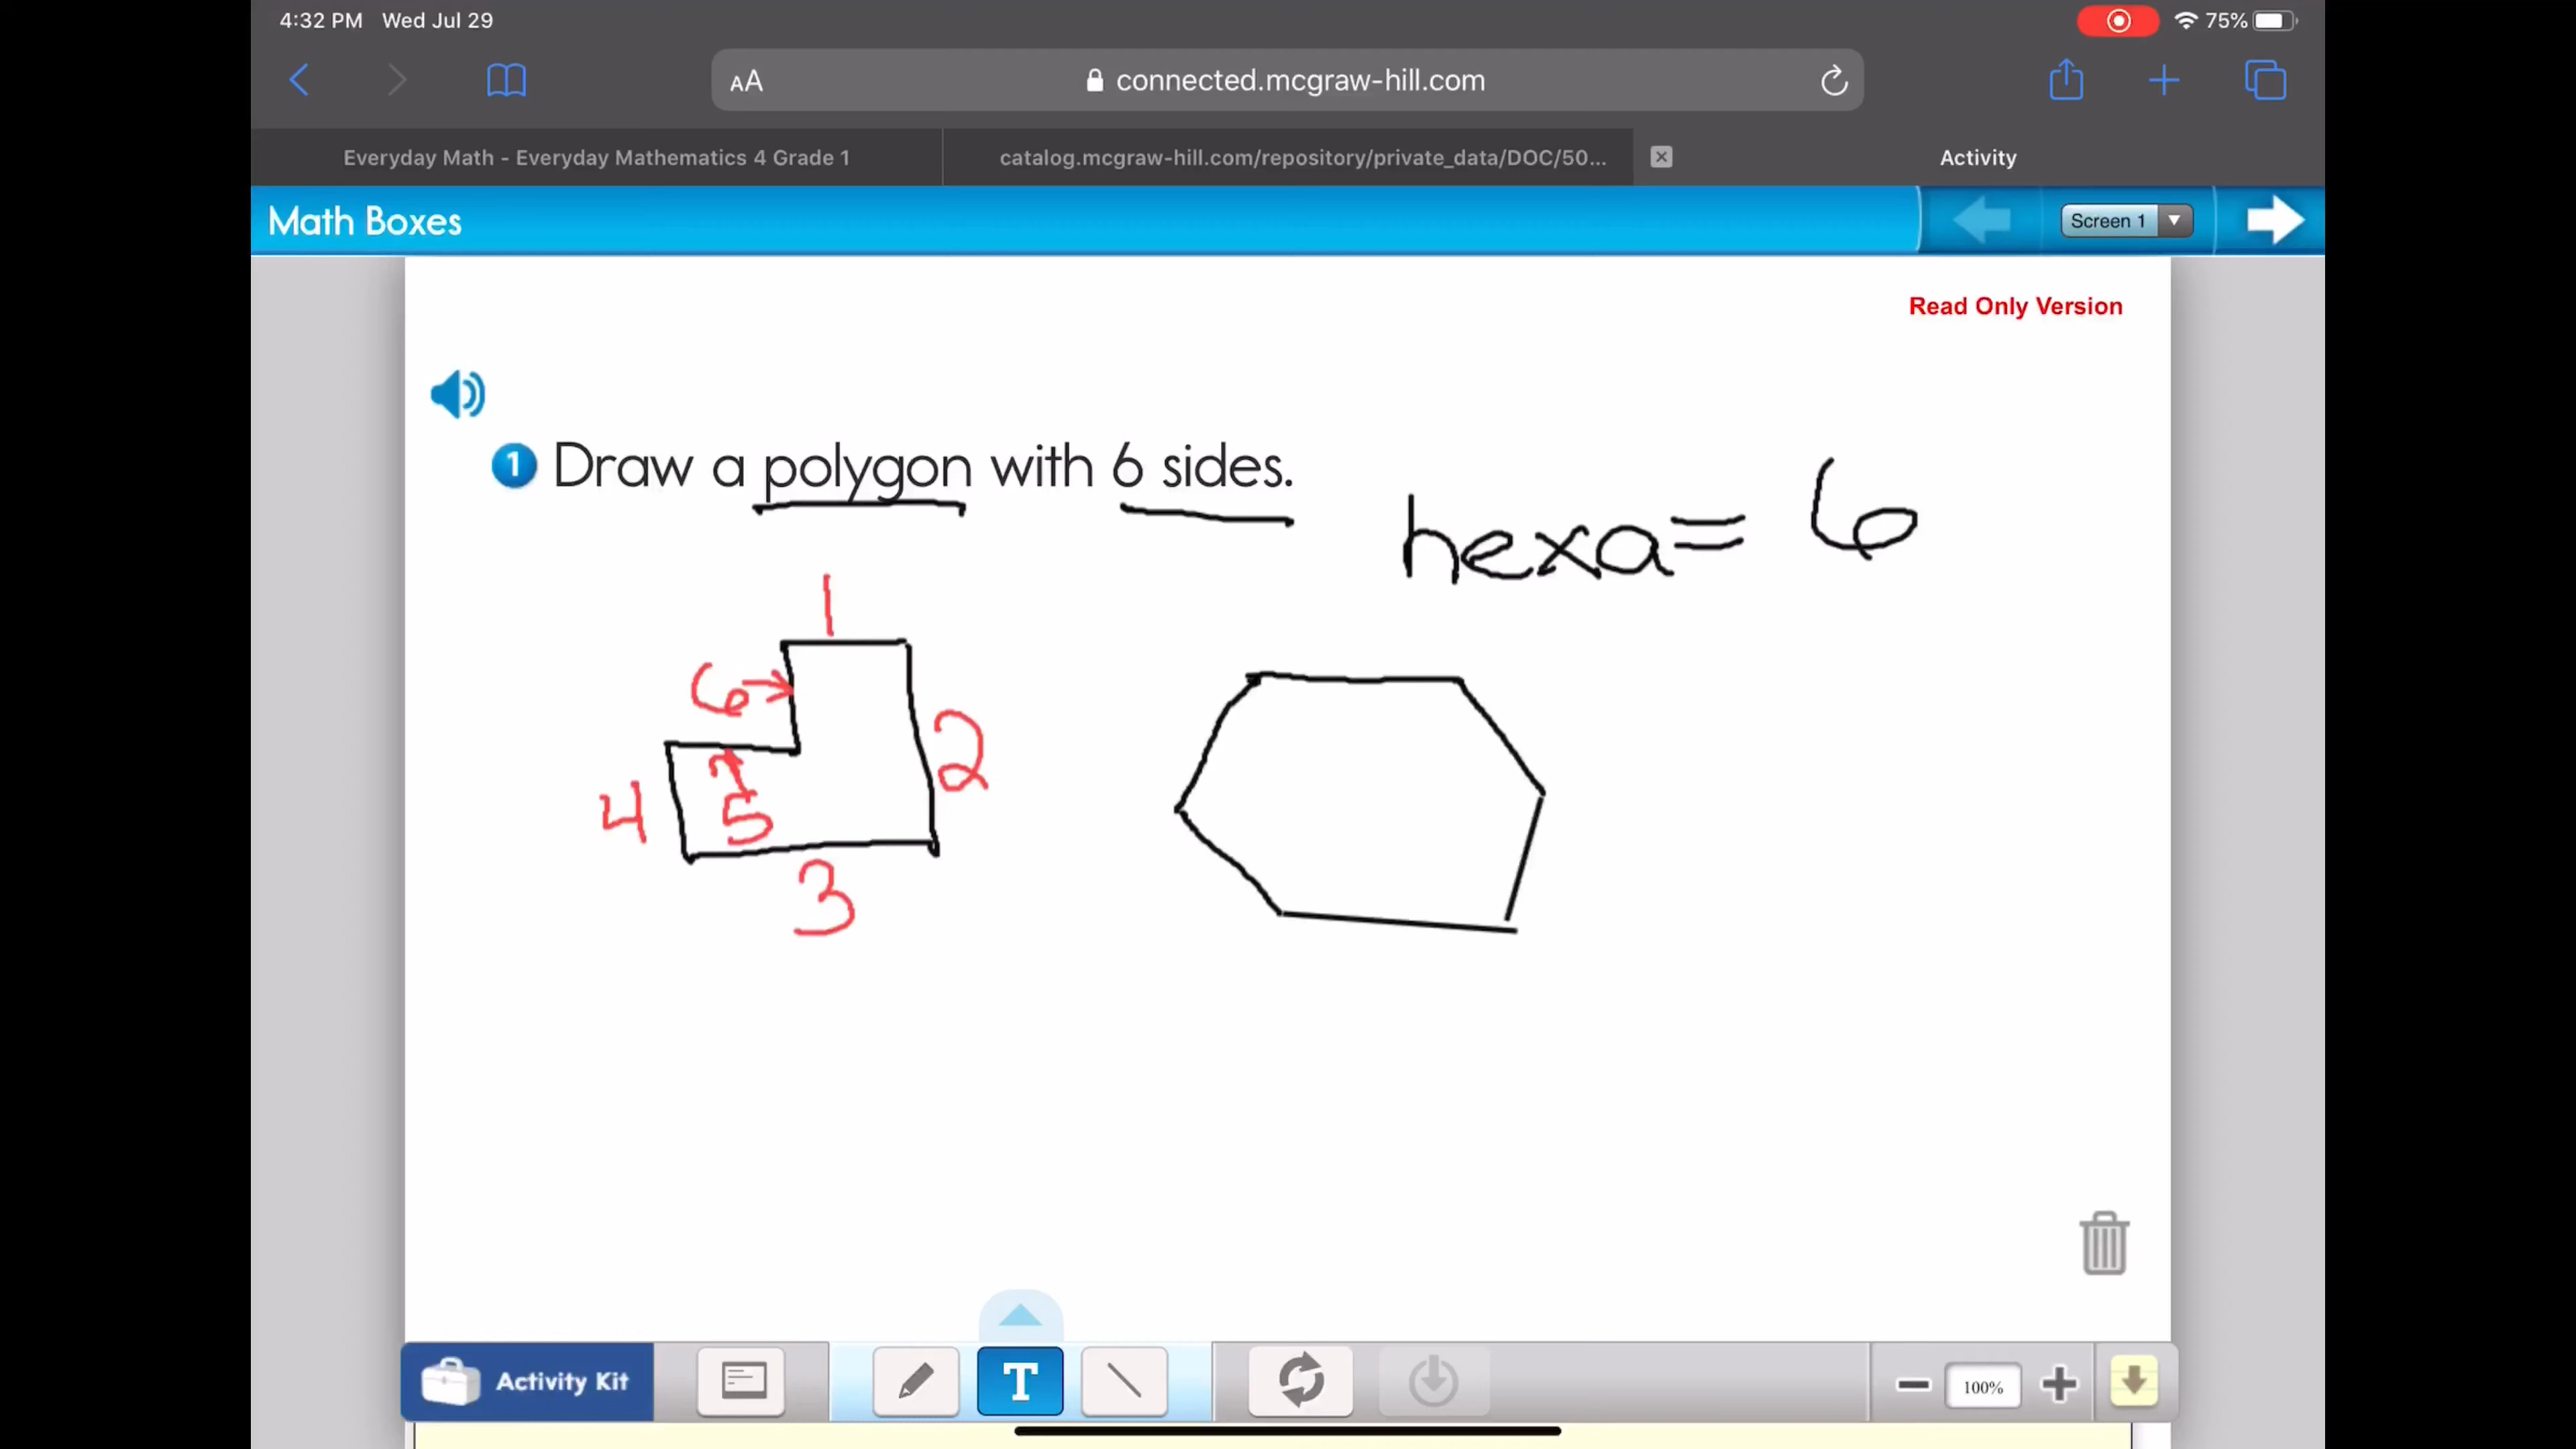 4:32 PM Wed Jul 29
75%
AA connected.mcgraw-hill.com
Everyday Math - Everyday Mathematics 4 Grade 1
catalog.mcgraw-hill.com/repository/private_data/DOC/50...
Activity
Math Boxes
Screen 1
Read Only Version
1 Draw a polygon with 6 sides.
hexa= 6
1
6
2
4
5
3
Activity Kit
T
100%